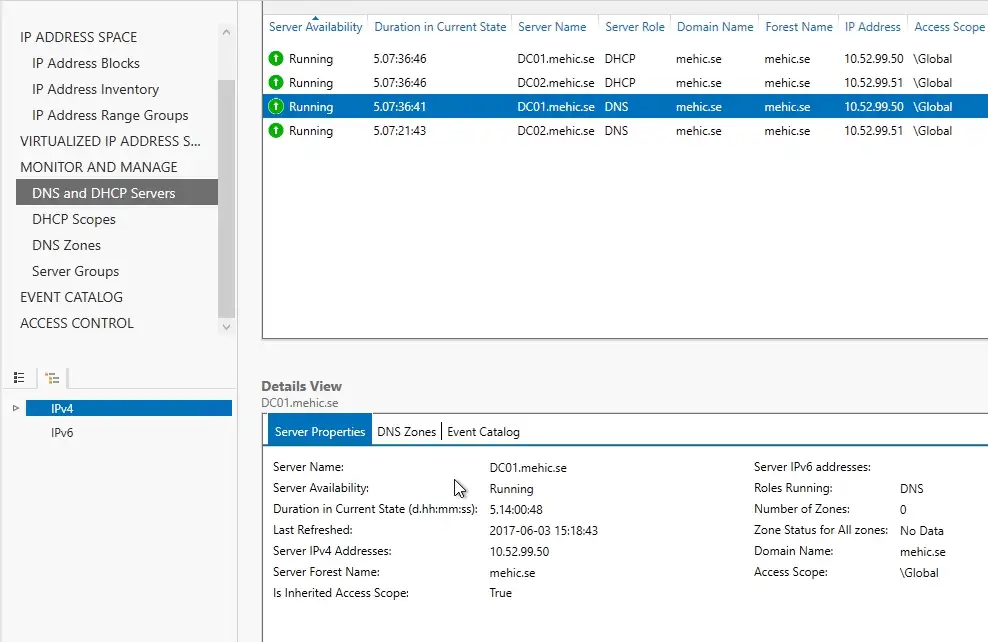 IP ADDRESS SPACE
IP Address Blocks
IP Address Inventory
IP Address Range Groups
VIRTUALIZED IP ADDRESS S...
MONITOR AND MANAGE
DNS and DHCP Servers
DHCP Scopes
DNS Zones
Server Groups
EVENT CATALOG
ACCESS CONTROL
IPv4
IPv6
Server Availability Duration in Current State Server Name Server Role Domain Name Forest Name IP Address Access Scope
Running 5.07:36:46 DC01.mehic.se DHCP mehic.se mehic.se 10.52.99.50 \Global
Running 5.07:36:46 DC02.mehic.se DHCP mehic.se mehic.se 10.52.99.51 \Global
Running 5.07:36:41 DC01.mehic.se DNS mehic.se mehic.se 10.52.99.50 \Global
Running 5.07:21:43 DC02.mehic.se DNS mehic.se mehic.se 10.52.99.51 \Global
Details View
DC01.mehic.se
Server Properties DNS Zones Event Catalog
Server Name: DC01.mehic.se Server IPv6 addresses:
Server Availability: Running Roles Running: DNS
Duration in Current State (d.hh:mm:ss): 5.14:00:48 Number of Zones: 0
Last Refreshed: 2017-06-03 15:18:43 Zone Status for All zones: No Data
Server IPv4 Addresses: 10.52.99.50 Domain Name: mehic.se
Server Forest Name: mehic.se Access Scope: \Global
Is Inherited Access Scope: True